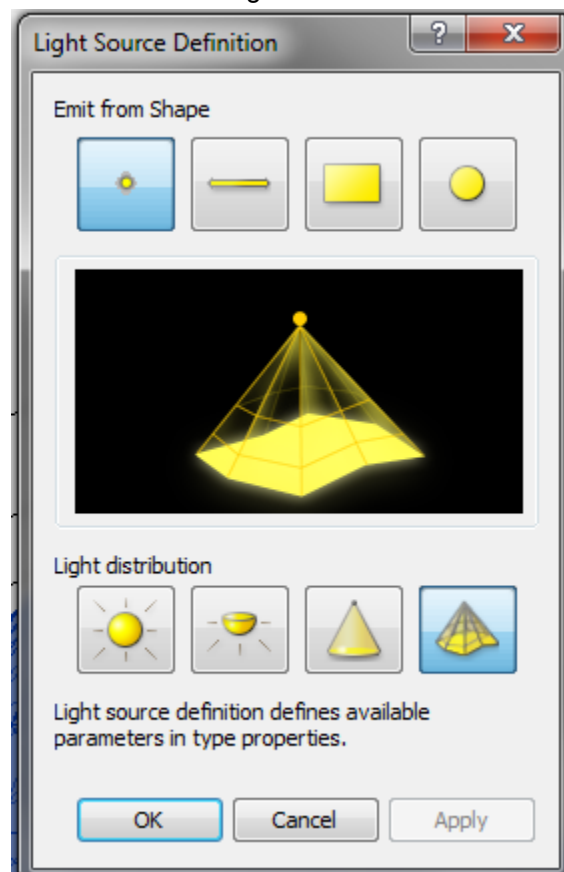 Light Source Definition
?
X
Emit from Shape
Light distribution
Light source definition defines available
parameters in type properties.
OK
Cancel
Apply